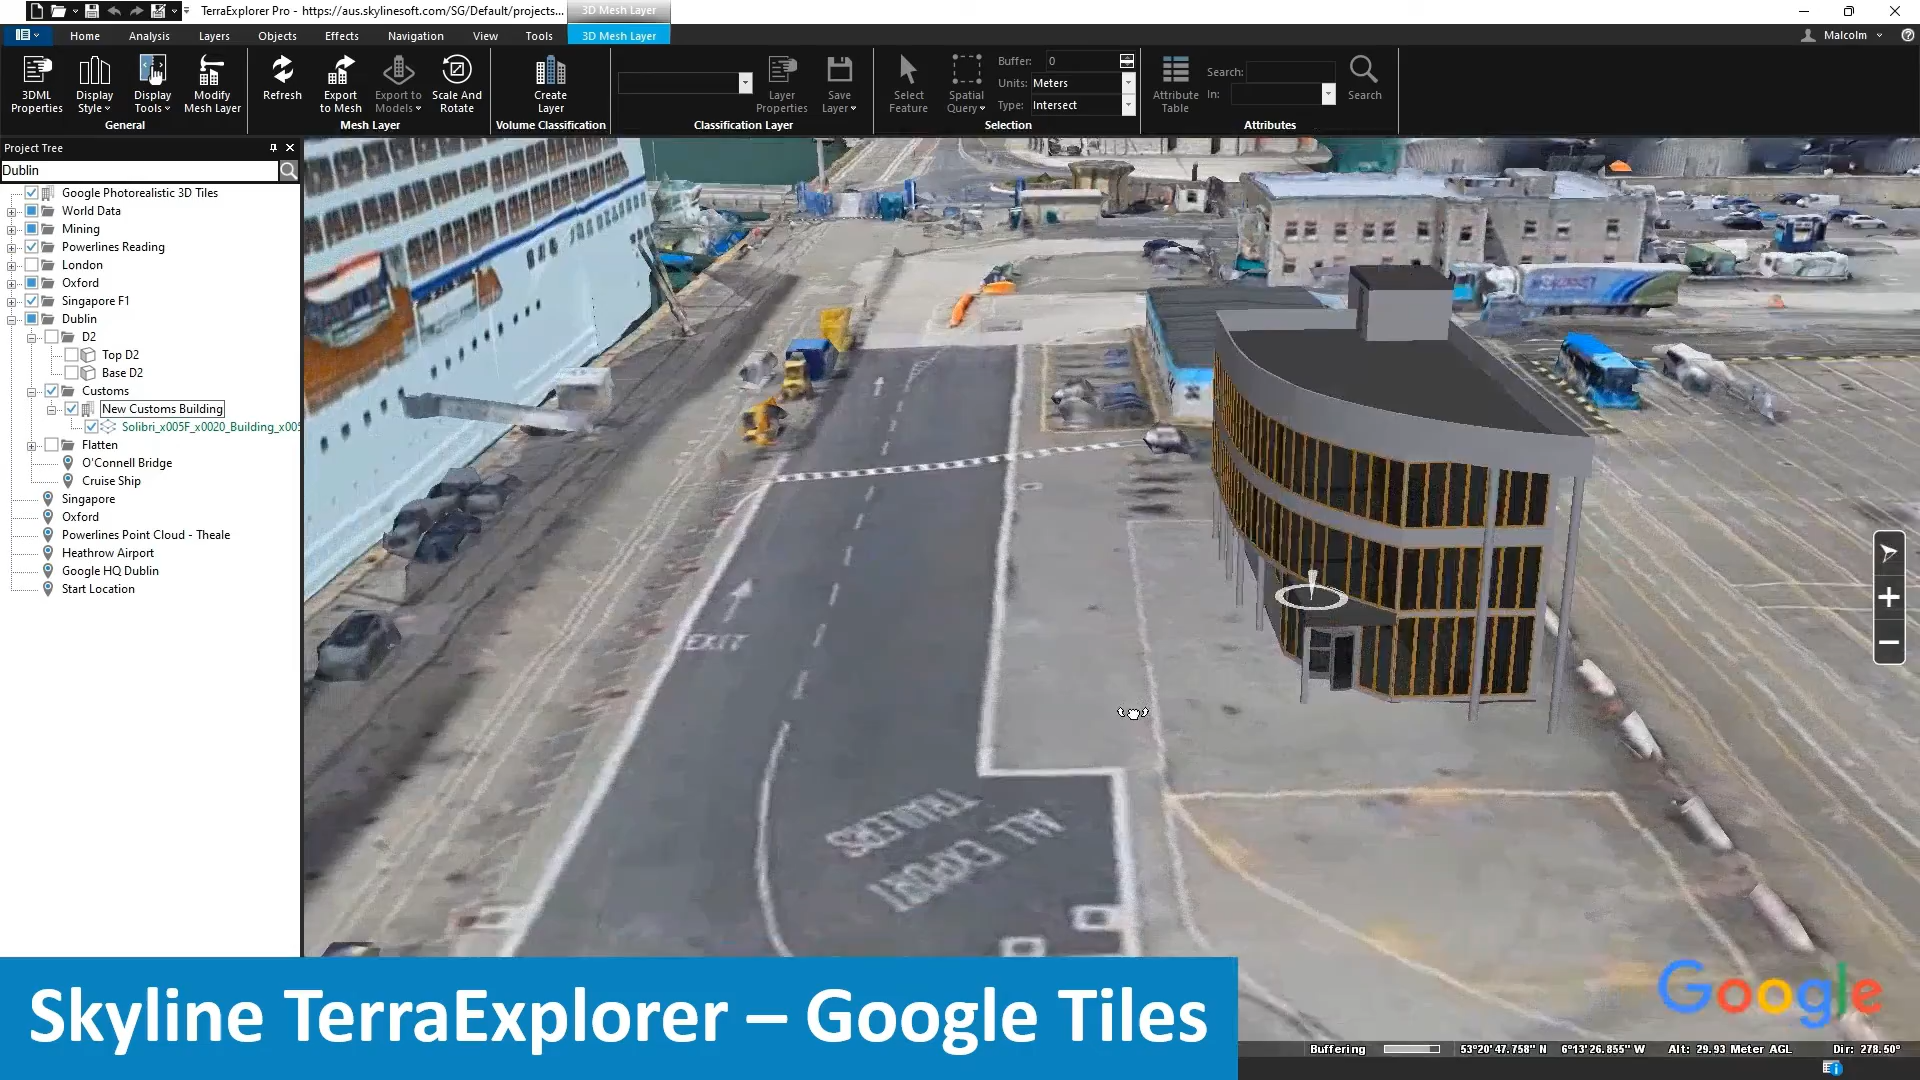 TerraExplorer Pro - https://aus.skylinesoft.com/SG/Default/projects...
3D Mesh Layer
Home
Analysis
Layers
Objects
Effects
Navigation
View
Tools
3D Mesh Layer
Malcolm
3DML Properties
Display Style
Display Tools
Modify Mesh Layer
Refresh
Export to Mesh
Export to Models
Scale And Rotate
Create Layer
Layer Properties
Save Layer
Select Feature
Spatial Query
Buffer: 0
Units: Meters
Type: Intersect
Attribute Table
Search:
In:
Search
General
Mesh Layer
Volume Classification
Classification Layer
Selection
Attributes
Project Tree
Dublin
Google Photorealistic 3D Tiles
World Data
Mining
Powerlines Reading
London
Oxford
Singapore F1
Dublin
D2
Top D2
Base D2
Customs
New Customs Building
Solibri_x005F_x0020_Building_x005
Flatten
O'Connell Bridge
Cruise Ship
Singapore
Oxford
Powerlines Point Cloud - Theale
Heathrow Airport
Google HQ Dublin
Start Location
EXIT
ALL EXPORT
TRAILERS
Skyline TerraExplorer – Google Tiles
Google
Buffering
53°20'47.758" N
6°13'26.855" W
Alt: 29.93 Meter AGL
Dir: 278.50°